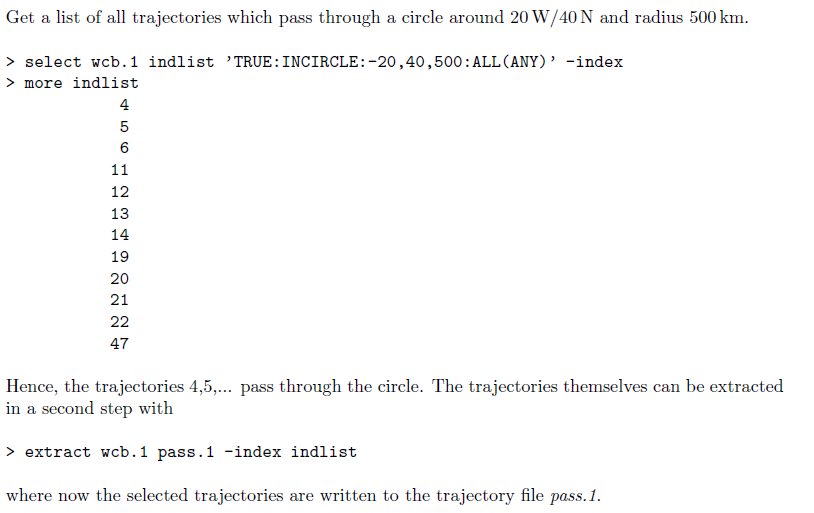 Get a list of all trajectories which pass through a circle around 20 W/40 N and radius 500 km.
> select wcb.1 indlist ’TRUE:INCIRCLE:-20,40,500:ALL(ANY)’ -index
> more indlist
4
5
6
11
12
13
14
19
20
21
22
47
Hence, the trajectories 4,5,... pass through the circle. The trajectories themselves can be extracted
in a second step with
> extract wcb.1 pass.1 -index indlist
where now the selected trajectories are written to the trajectory file pass.1.